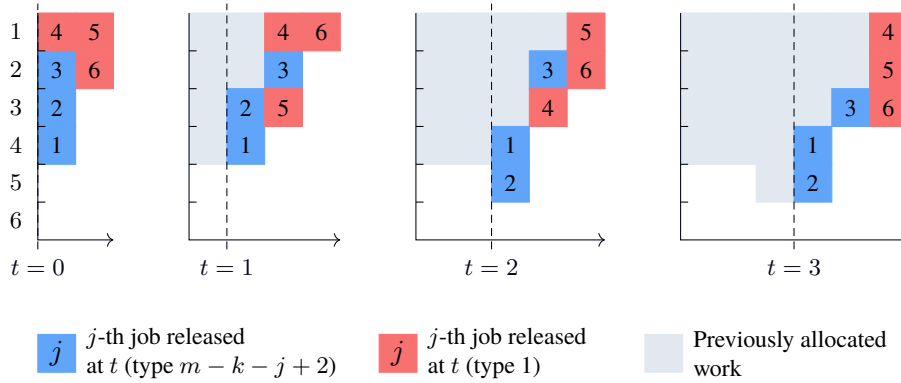 1 4 5 4 6 5 4
2 3 6 3 3 6 5
3 2 2 5 4 3 6
4 1 1 1 1
5 2 2
6
t = 0 t = 1 t = 2 t = 3
j j-th job released
at t (type m − k − j + 2)
j j-th job released
at t (type 1)
Previously allocated
work